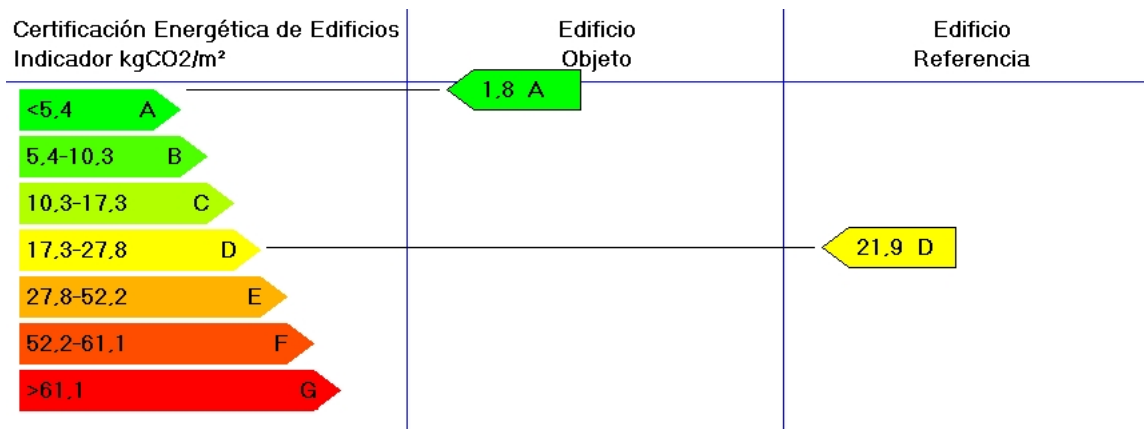 Certificación Energética de Edificios
Indicador kgCO2/m²
Edificio
Objeto
Edificio
Referencia
<5,4 A
1,8 A
5,4-10,3 B
10,3-17,3 C
17,3-27,8 D
21,9 D
27,8-52,2 E
52,2-61,1 F
>61,1 G